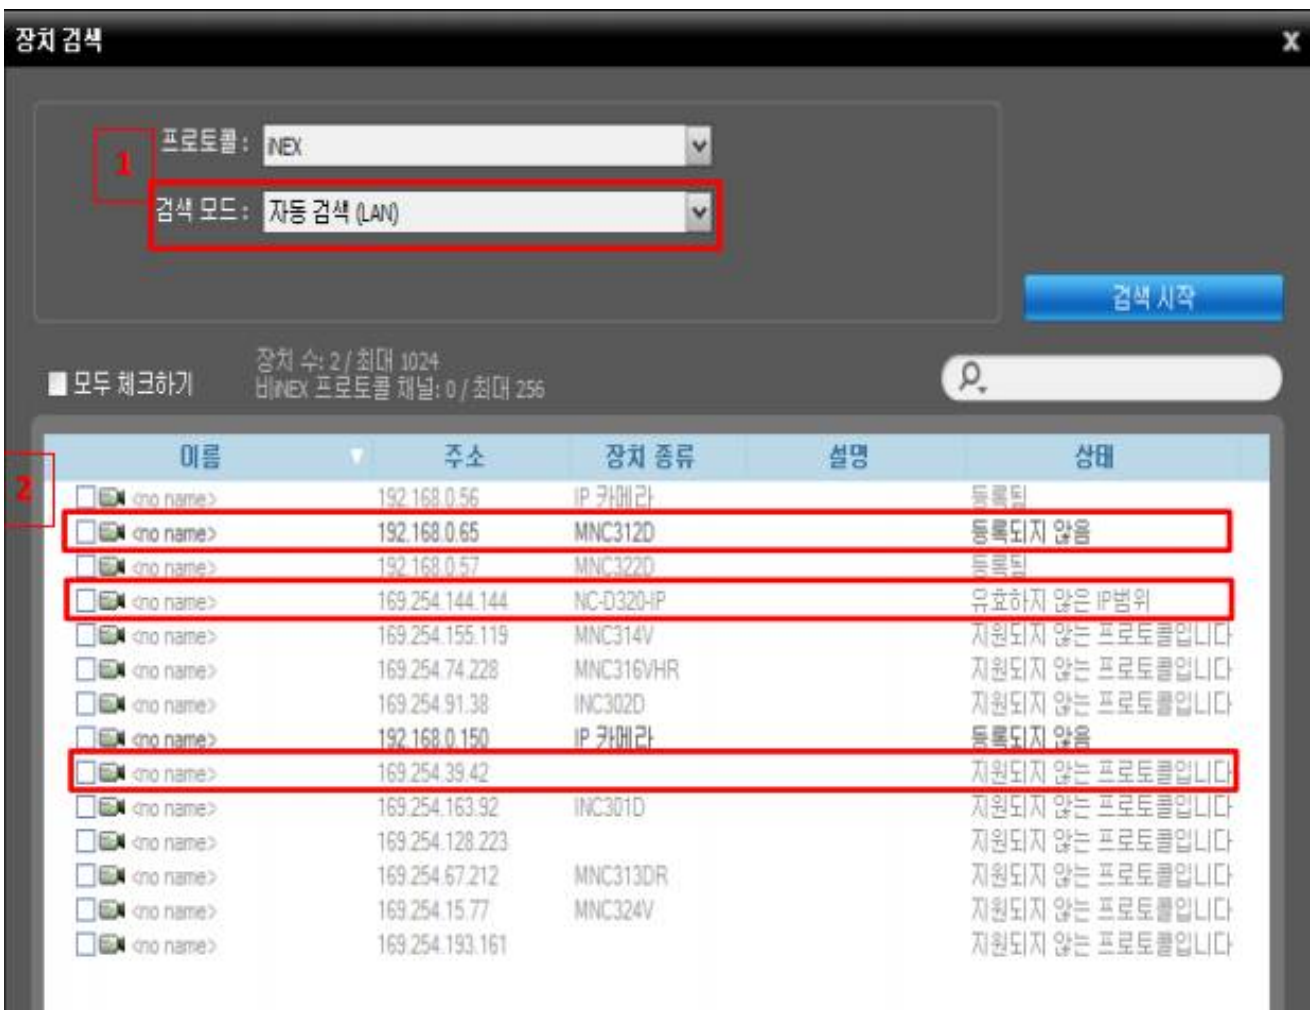 장치 검색 x
1
프로토콜 : iNEX
검색 모드 : 자동 검색 (LAN)
검색 시작
모두 체크하기
장치 수: 2 / 최대 1024
비iNEX 프로토콜 채널: 0 / 최대 256
2
이름 주소 장치 종류 설명 상태
<no name> 192.168.0.56 IP 카메라 등록됨
<no name> 192.168.0.65 MNC312D 등록되지 않음
<no name> 192.168.0.57 MNC322D 등록됨
<no name> 169.254.144.144 NC-D320-IP 유효하지 않은 IP범위
<no name> 169.254.155.119 MNC314V 지원되지 않는 프로토콜입니다
<no name> 169.254.74.228 MNC316VHR 지원되지 않는 프로토콜입니다
<no name> 169.254.91.38 INC302D 지원되지 않는 프로토콜입니다
<no name> 192.168.0.150 IP 카메라 등록되지 않음
<no name> 169.254.39.42 지원되지 않는 프로토콜입니다
<no name> 169.254.163.92 INC301D 지원되지 않는 프로토콜입니다
<no name> 169.254.128.223 지원되지 않는 프로토콜입니다
<no name> 169.254.67.212 MNC313DR 지원되지 않는 프로토콜입니다
<no name> 169.254.15.77 MNC324V 지원되지 않는 프로토콜입니다
<no name> 169.254.193.161 지원되지 않는 프로토콜입니다